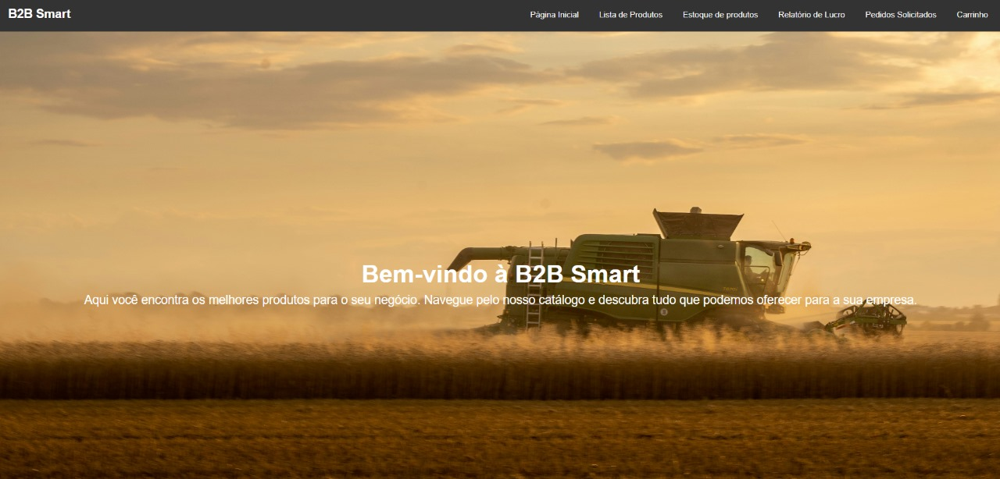 B2B Smart
Página Inicial
Lista de Produtos
Estoque de produtos
Relatório de Lucro
Pedidos Solicitados
Carrinho
Bem-vindo à B2B Smart
Aqui você encontra os melhores produtos para o seu negócio. Navegue pelo nosso catálogo e descubra tudo que podemos oferecer para a sua empresa.